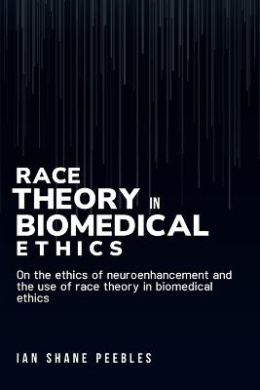 RACE
THEORY IN
BIOMEDICAL
ETHICS
On the ethics of neuroenhancement and
the use of race theory in biomedical
ethics
IAN SHANE PEEBLES